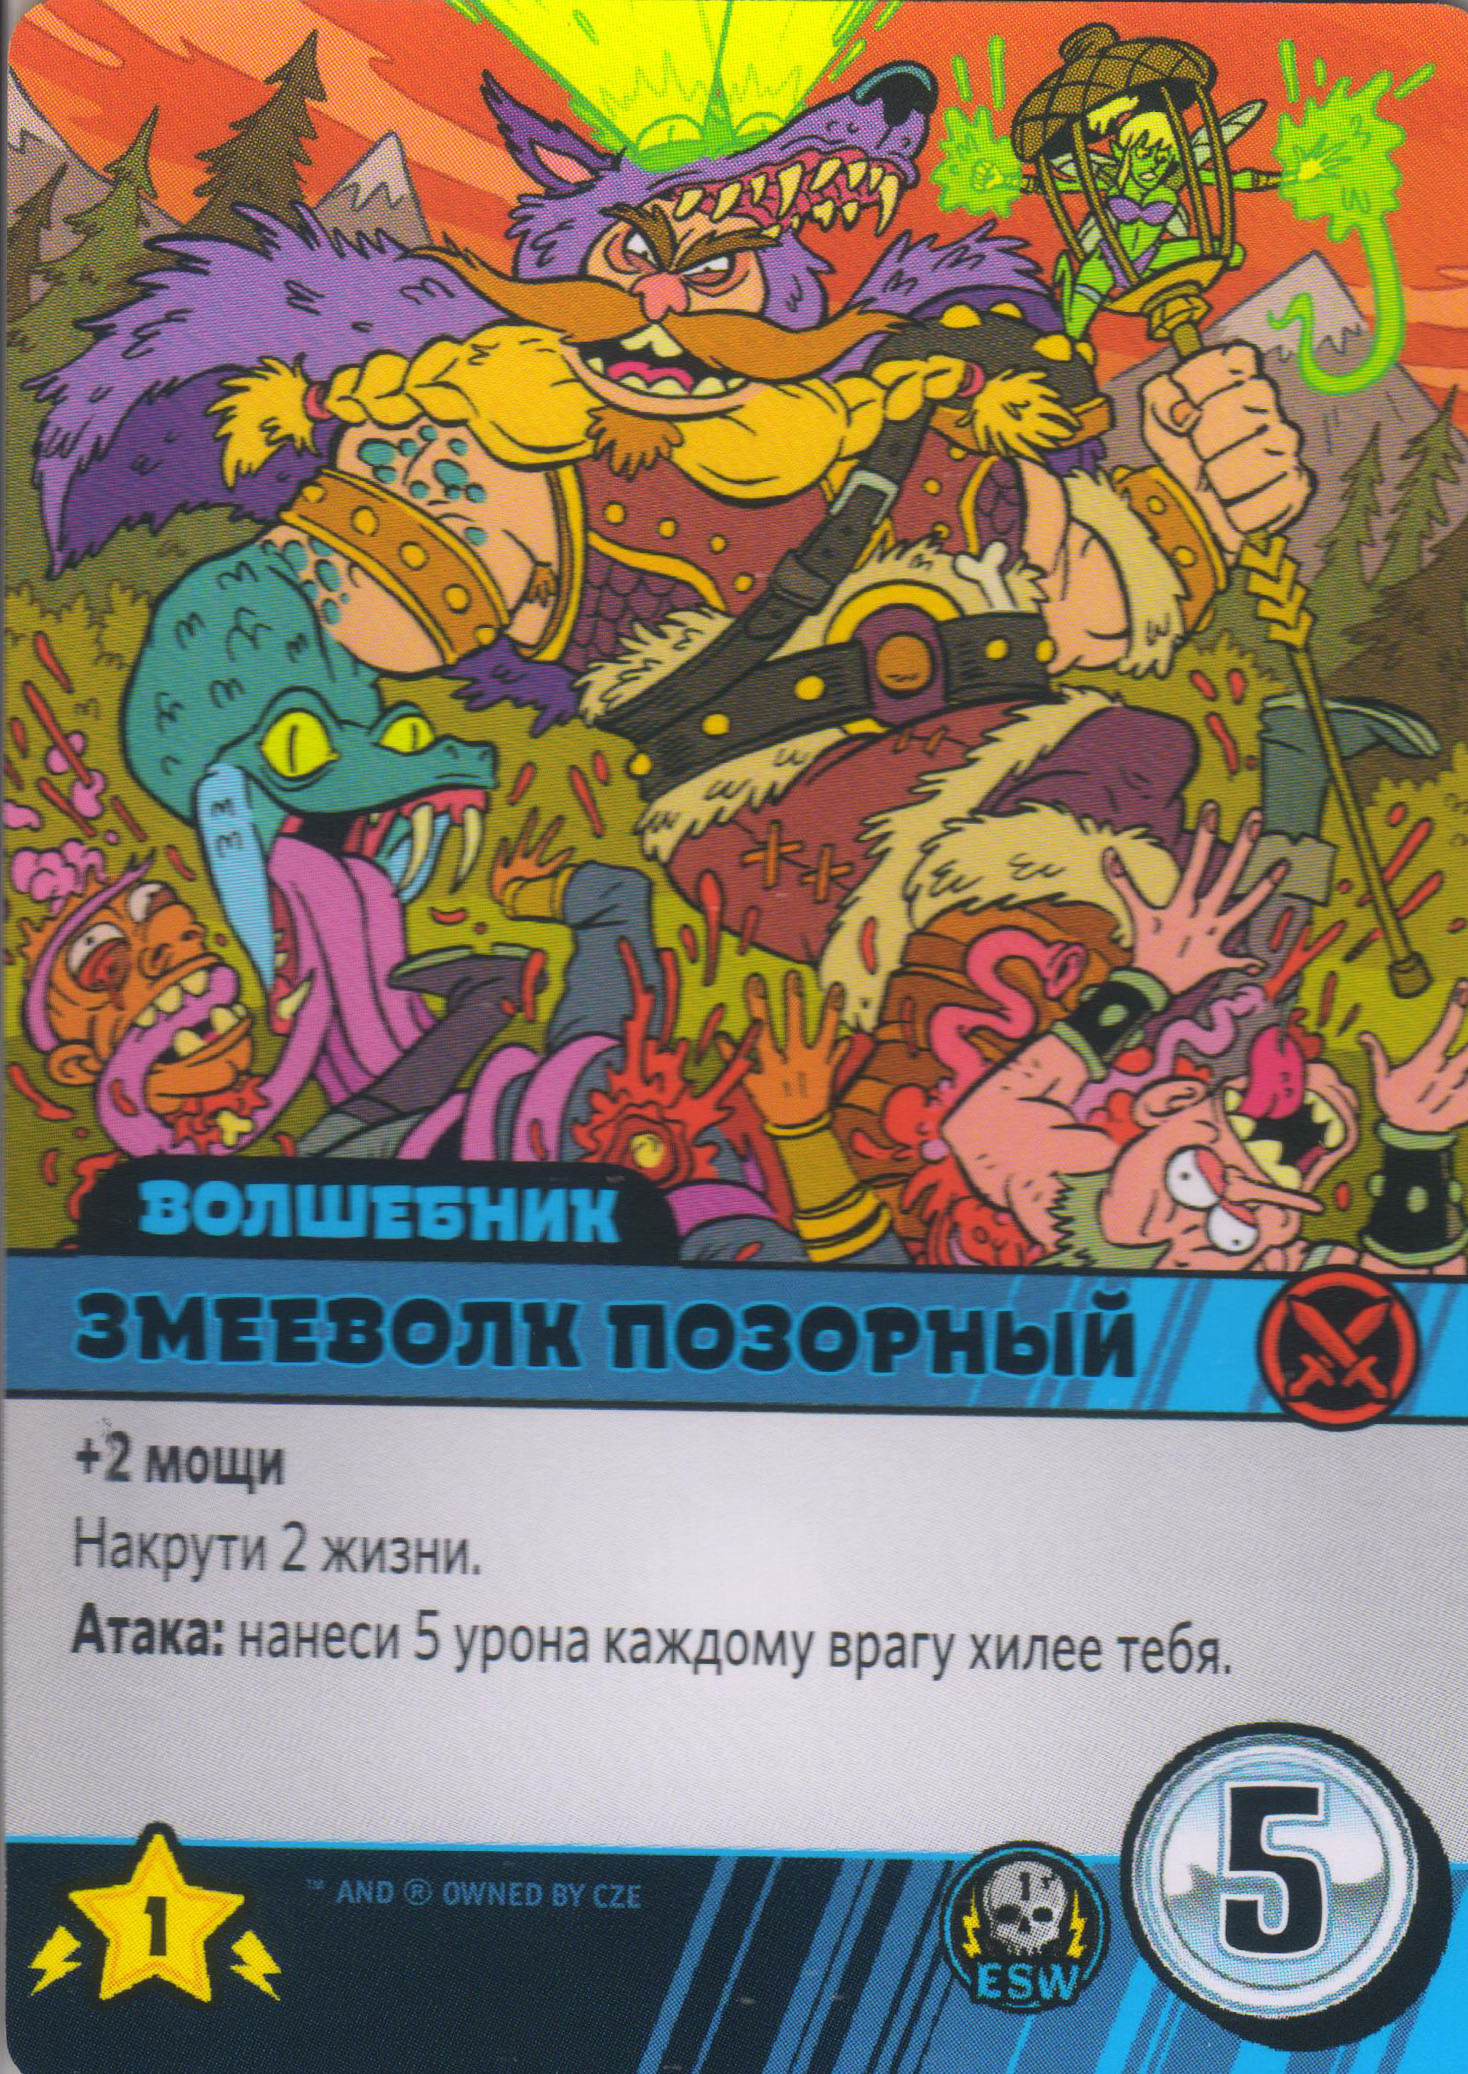 ВОЛШЕБНИК
ЗМЕЕВОЛК ПОЗОРНЫЙ
+2 мощи
Накрути 2 жизни.
Атака: нанеси 5 урона каждому врагу хилее тебя.
1
™ AND ® OWNED BY CZE
ESW
5